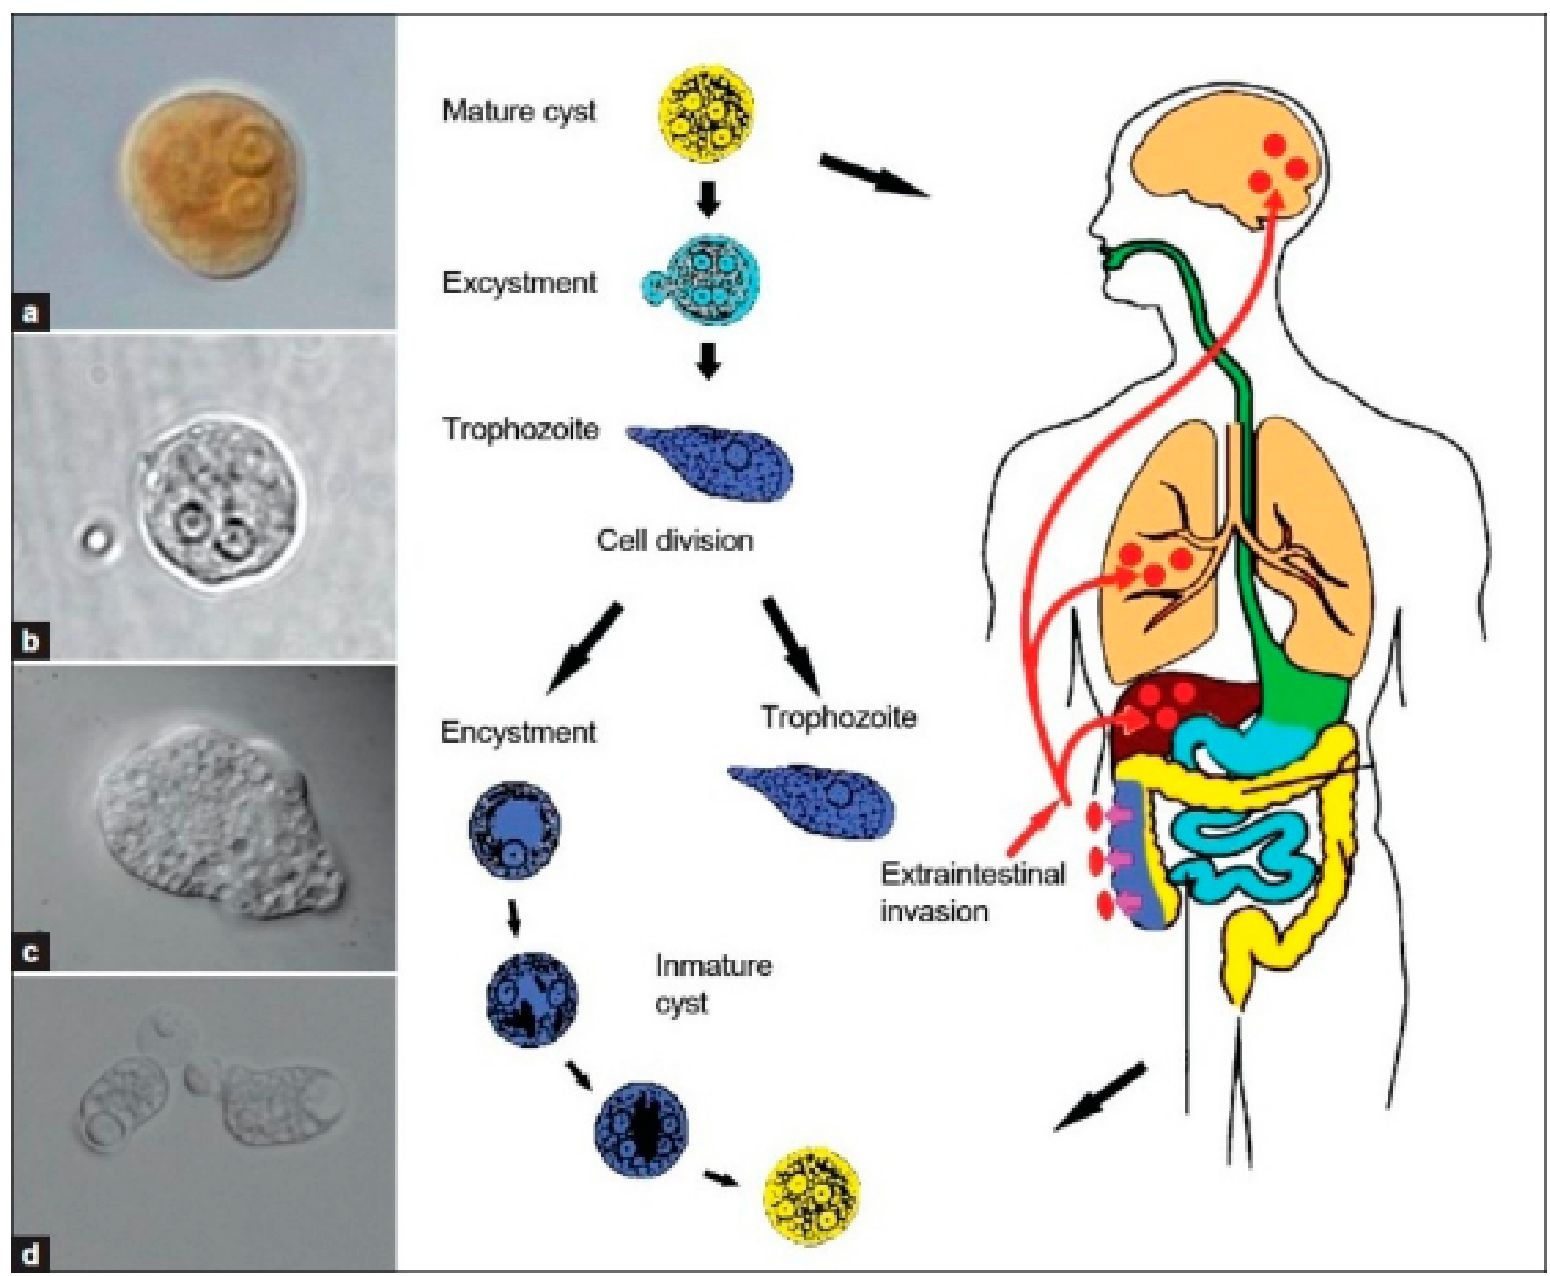 a
b
c
d
Mature cyst
Excystment
Trophozoite
Cell division
Encystment
Trophozoite
Extraintestinal
invasion
Inmature
cyst